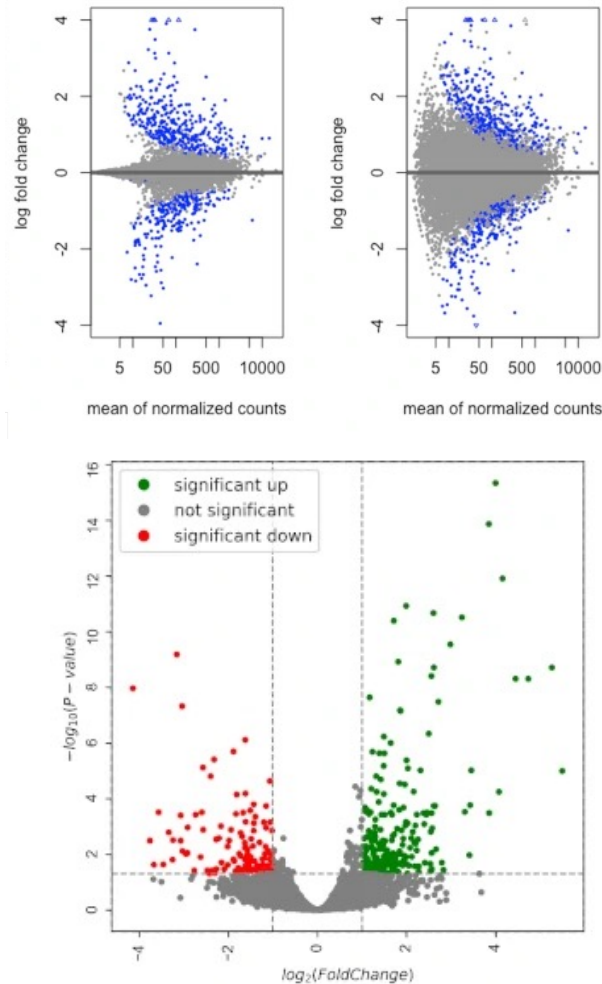 4
2
0
-2
-4
log fold change
5 50 500 10000
mean of normalized counts
4
2
0
-2
-4
log fold change
5 50 500 10000
mean of normalized counts
16
14
12
10
8
6
4
2
0
−log10(P − value)
significant up
not significant
significant down
−4 −2 0 2 4
log2(FoldChange)